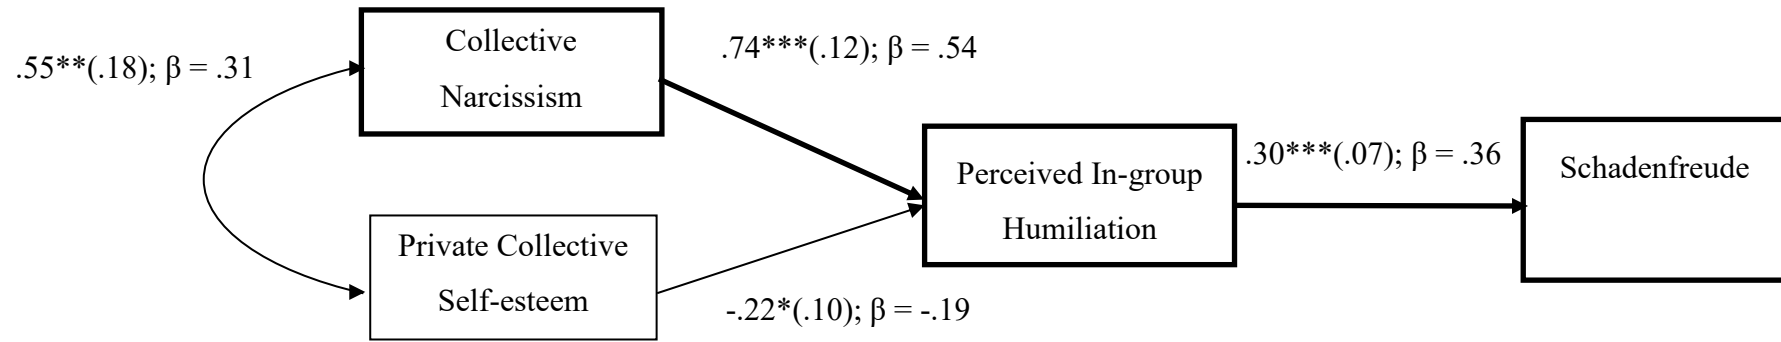 .55**(.18); β = .31
Collective
Narcissism
.74***(.12); β = .54
Private Collective
Self-esteem
-.22*(.10); β = -.19
Perceived In-group
Humiliation
.30***(.07); β = .36
Schadenfreude